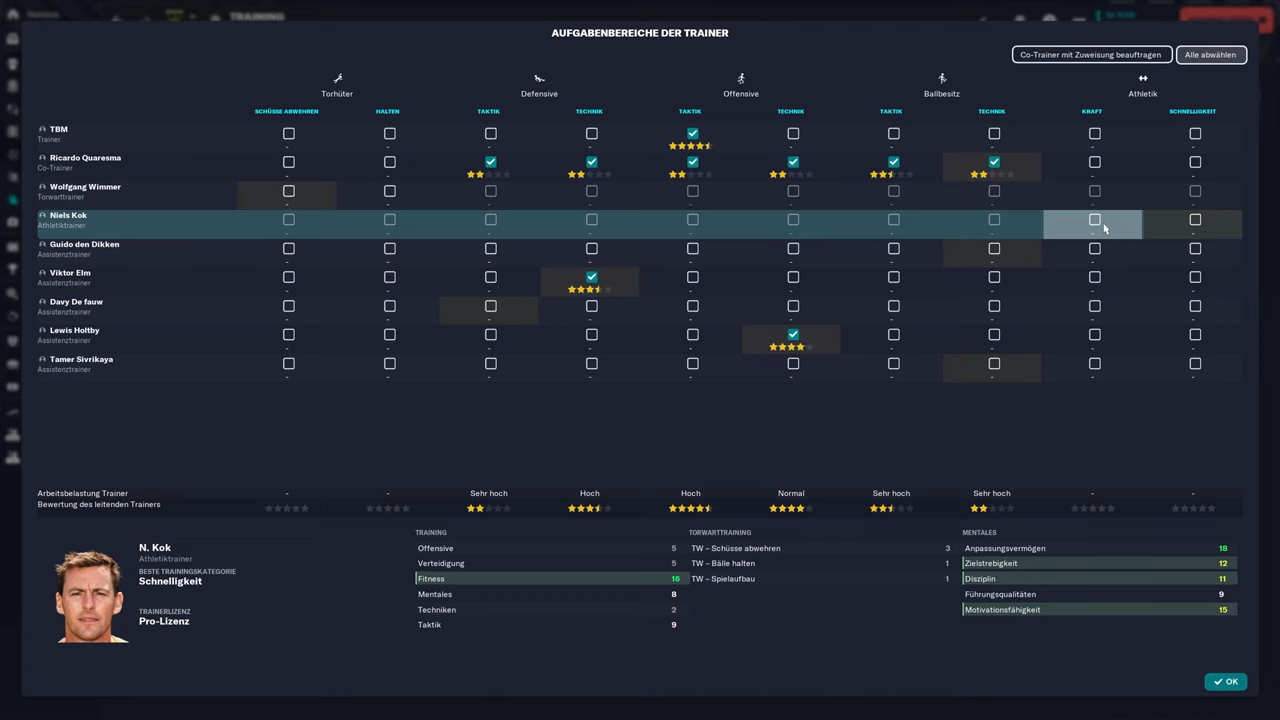 AUFGABENBEREICHE DER TRAINER
Co-Trainer mit Zuweisung beauftragen
Alle abwählen
Torhüter
Defensive
Offensive
Ballbesitz
Athletik
SCHÜSSE ABWEHREN
HALTEN
TAKTIK
TECHNIK
TAKTIK
TECHNIK
TAKTIK
TECHNIK
KRAFT
SCHNELLIGKEIT
TBM
Trainer
Ricardo Quaresma
Co-Trainer
Wolfgang Wimmer
Torwarttrainer
Niels Kok
Athletiktrainer
Guido den Dikken
Assistenztrainer
Viktor Elm
Assistenztrainer
Davy De fauw
Assistenztrainer
Lewis Holtby
Assistenztrainer
Tamer Sivrikaya
Assistenztrainer
Arbeitsbelastung Trainer - - Sehr hoch Hoch Hoch Normal Sehr hoch Sehr hoch - -
Bewertung des leitenden Trainers
N. Kok
Athletiktrainer
BESTE TRAININGSKATEGORIE
Schnelligkeit
TRAINERLIZENZ
Pro-Lizenz
TRAINING
Offensive 5
Verteidigung 5
Fitness 16
Mentales 8
Techniken 2
Taktik 9
TORWARTTRAINING
TW - Schüsse abwehren 3
TW - Bälle halten 1
TW - Spielaufbau 1
MENTALES
Anpassungsvermögen 18
Zielstrebigkeit 12
Disziplin 11
Führungsqualitäten 9
Motivationsfähigkeit 15
OK